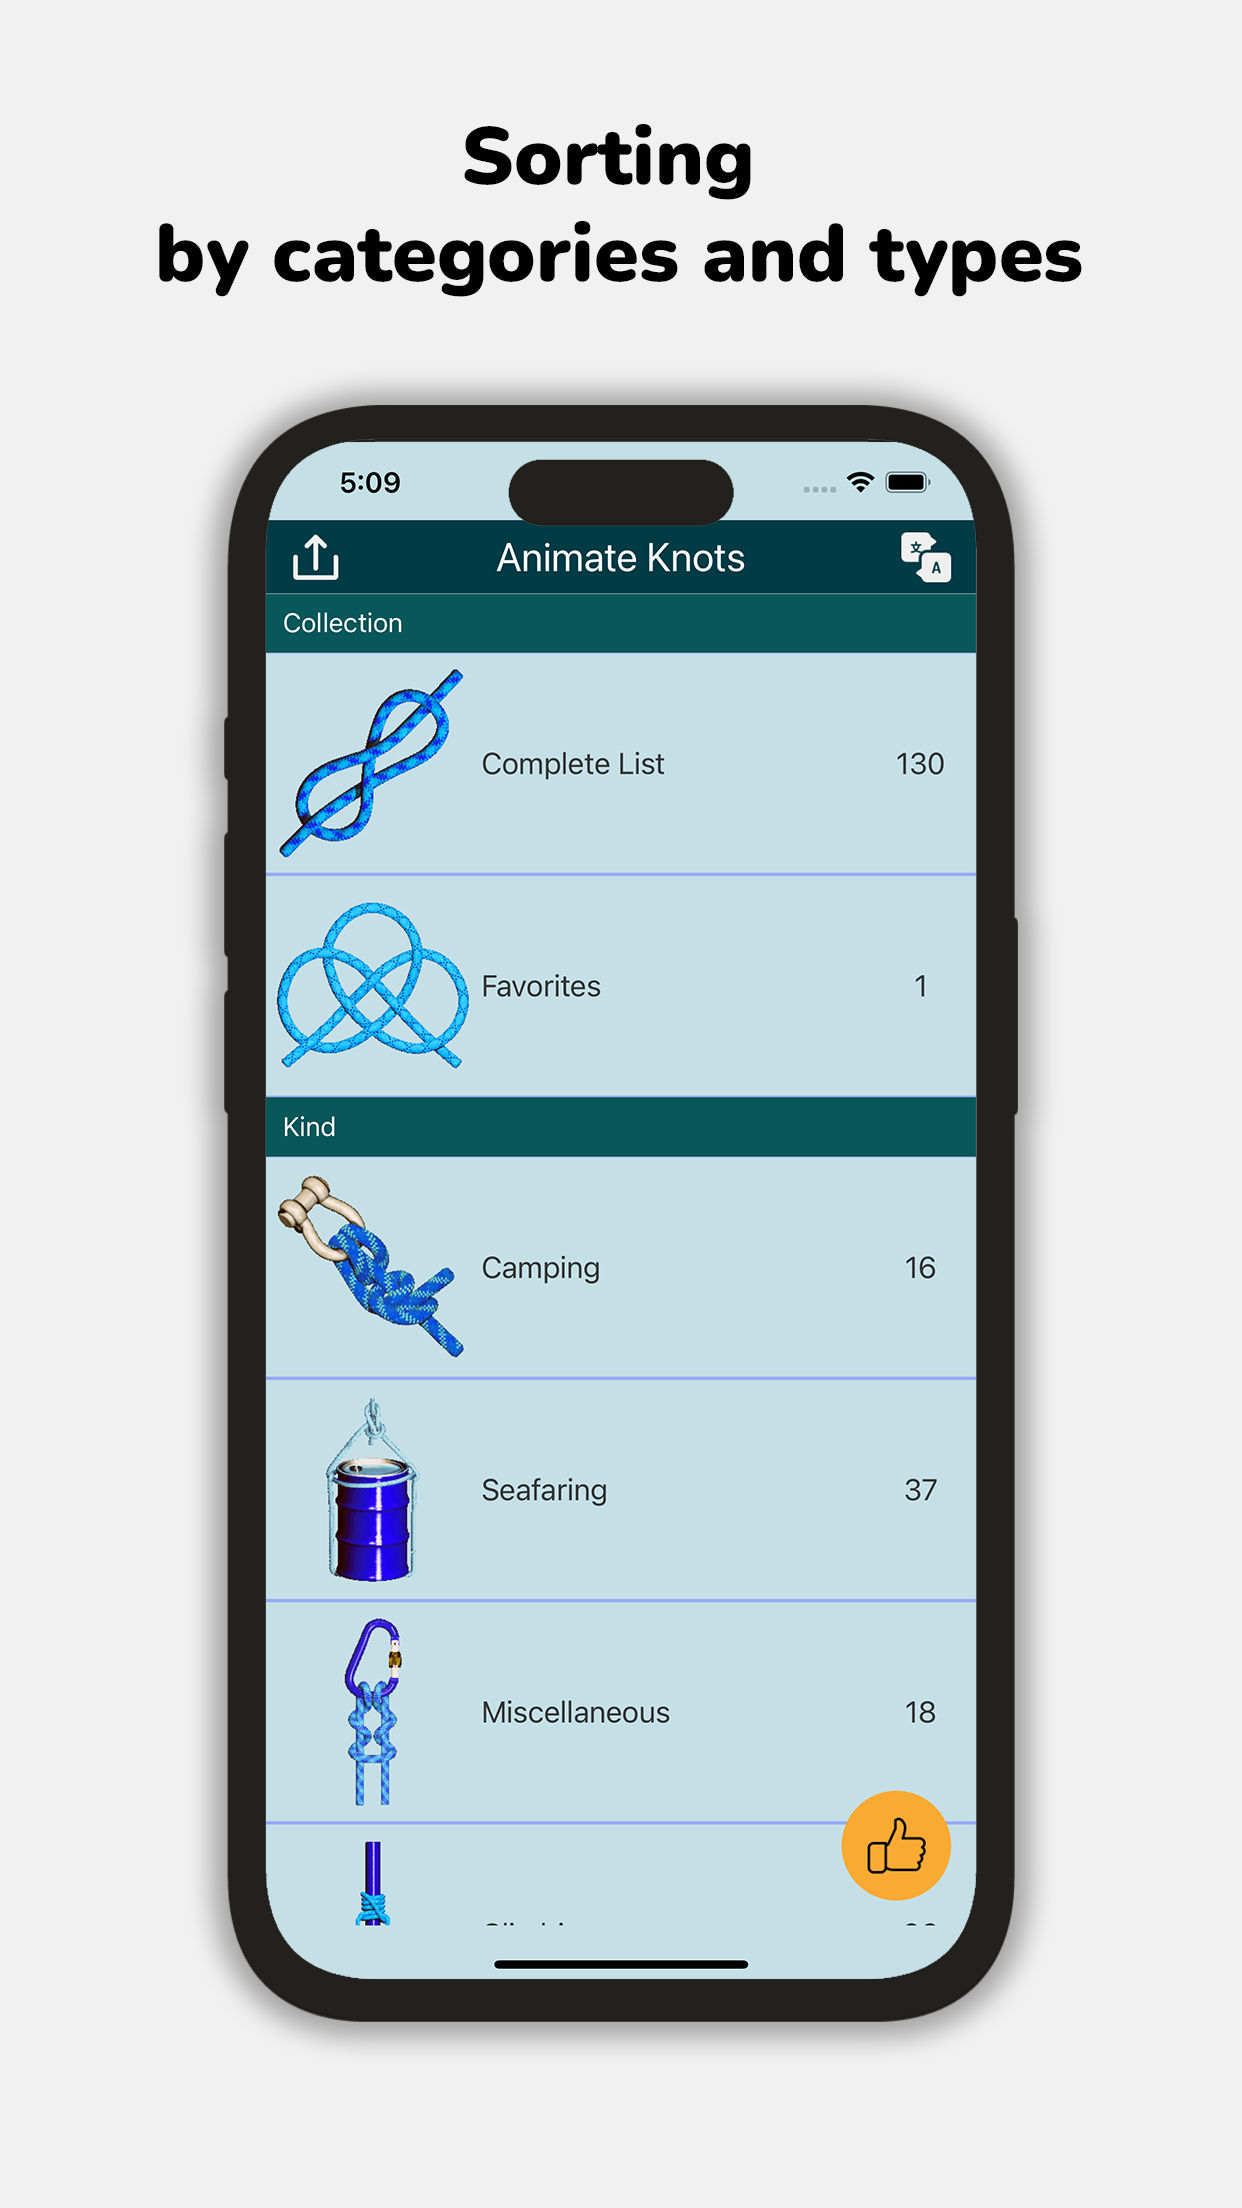 Sorting
by categories and types
5:09
Animate Knots
文
A
Collection
Complete List 130
Favorites 1
Kind
Camping 16
Seafaring 37
Miscellaneous 18